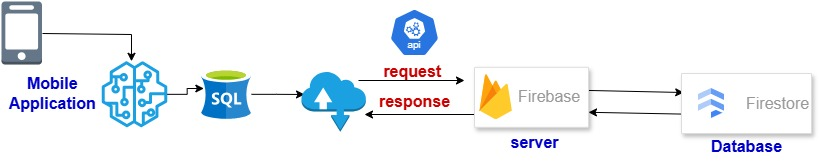 api
request
Mobile
Application
SQL
response
Firebase
Firestore
server
Database